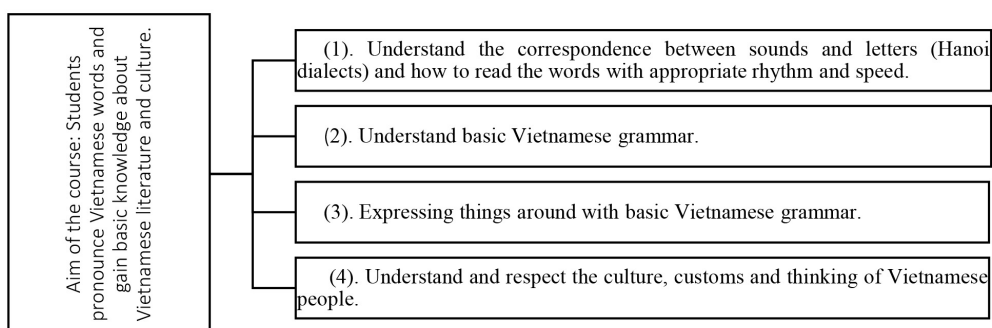 Aim of the course: Students
pronounce Vietnamese words and
gain basic knowledge about
Vietnamese literature and culture.
(1). Understand the correspondence between sounds and letters (Hanoi
dialects) and how to read the words with appropriate rhythm and speed.
(2). Understand basic Vietnamese grammar.
(3). Expressing things around with basic Vietnamese grammar.
(4). Understand and respect the culture, customs and thinking of Vietnamese
people.